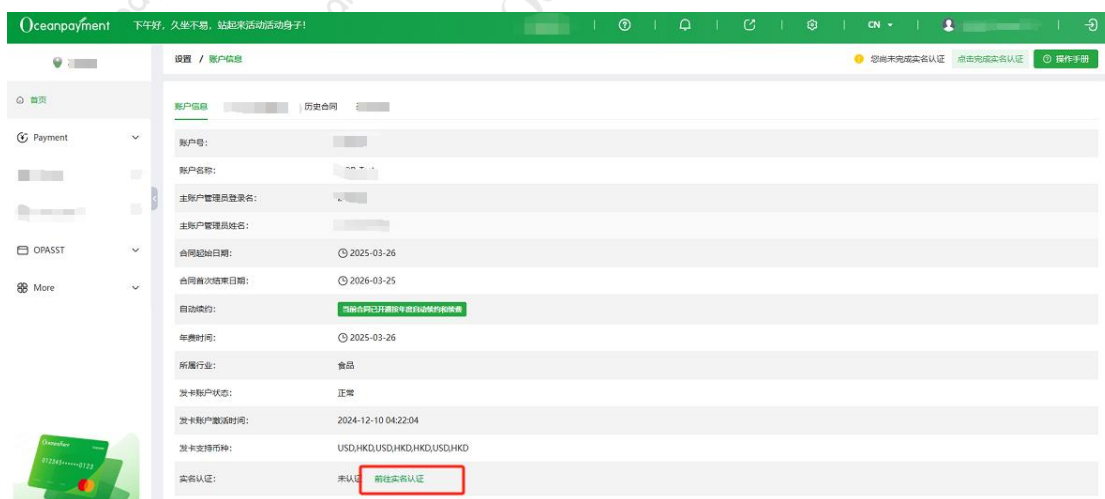 Oceanpayment 下午好，久坐不易，站起来活动活动身子! CN
设置 / 账户信息 您尚未完成实名认证 点击完成实名认证 操作手册
首页
账户信息 历史合同
Payment
账户号:
账户名称:
主账户管理员登录名:
主账户管理员姓名:
OPASST
合同起始日期: 2025-03-26
合同首次结束日期: 2026-03-25
More
自动续约: 当前合同已开通按年度自动续约和续费
年费时间: 2025-03-26
所属行业: 食品
发卡账户状态: 正常
发卡账户激活时间: 2024-12-10 04:22:04
发卡支持币种: USD,HKD,USD,HKD,HKD,USD,HKD
实名认证: 未认证 前往实名认证